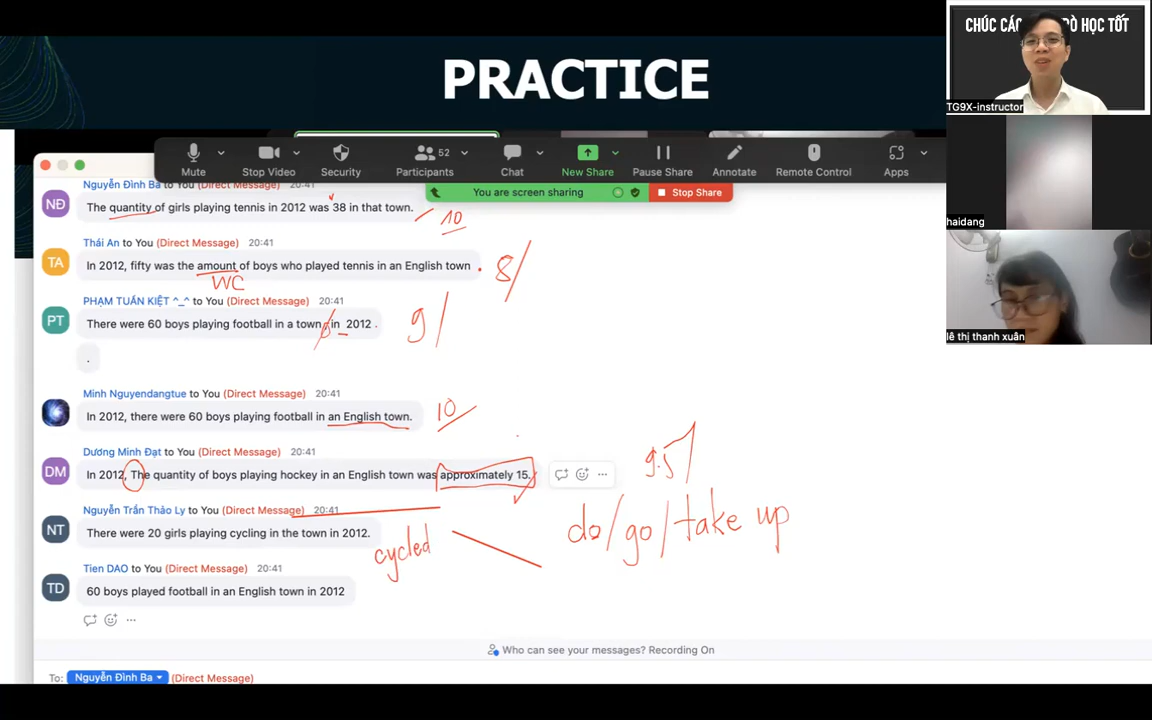 PRACTICE
CHÚC CÁC TRÒ HỌC TỐT
TG9X-instructor
haidang
lê thị thanh xuân
Mute
Stop Video
Security
52
Participants
Chat
New Share
Pause Share
Annotate
Remote Control
Apps
You are screen sharing
Stop Share
Nguyễn Đình Ba to You (Direct Message) 20:41
NĐ
The quantity of girls playing tennis in 2012 was 38 in that town.
10
Thái An to You (Direct Message) 20:41
TA
In 2012, fifty was the amount of boys who played tennis in an English town
WC
8
PHẠM TUẤN KIỆT ^_^ to You (Direct Message) 20:41
PT
There were 60 boys playing football in a town in 2012 .
9
.
Minh Nguyendangtue to You (Direct Message) 20:41
In 2012, there were 60 boys playing football in an English town.
10
Dương Minh Đạt to You (Direct Message) 20:41
DM
In 2012, The quantity of boys playing hockey in an English town was approximately 15.
9.5
Nguyễn Trần Thảo Ly to You (Direct Message) 20:41
NT
There were 20 girls playing cycling in the town in 2012.
cycled
do/go/take up
Tien DAO to You (Direct Message) 20:41
TD
60 boys played football in an English town in 2012
Who can see your messages? Recording On
To: Nguyễn Đình Ba (Direct Message)